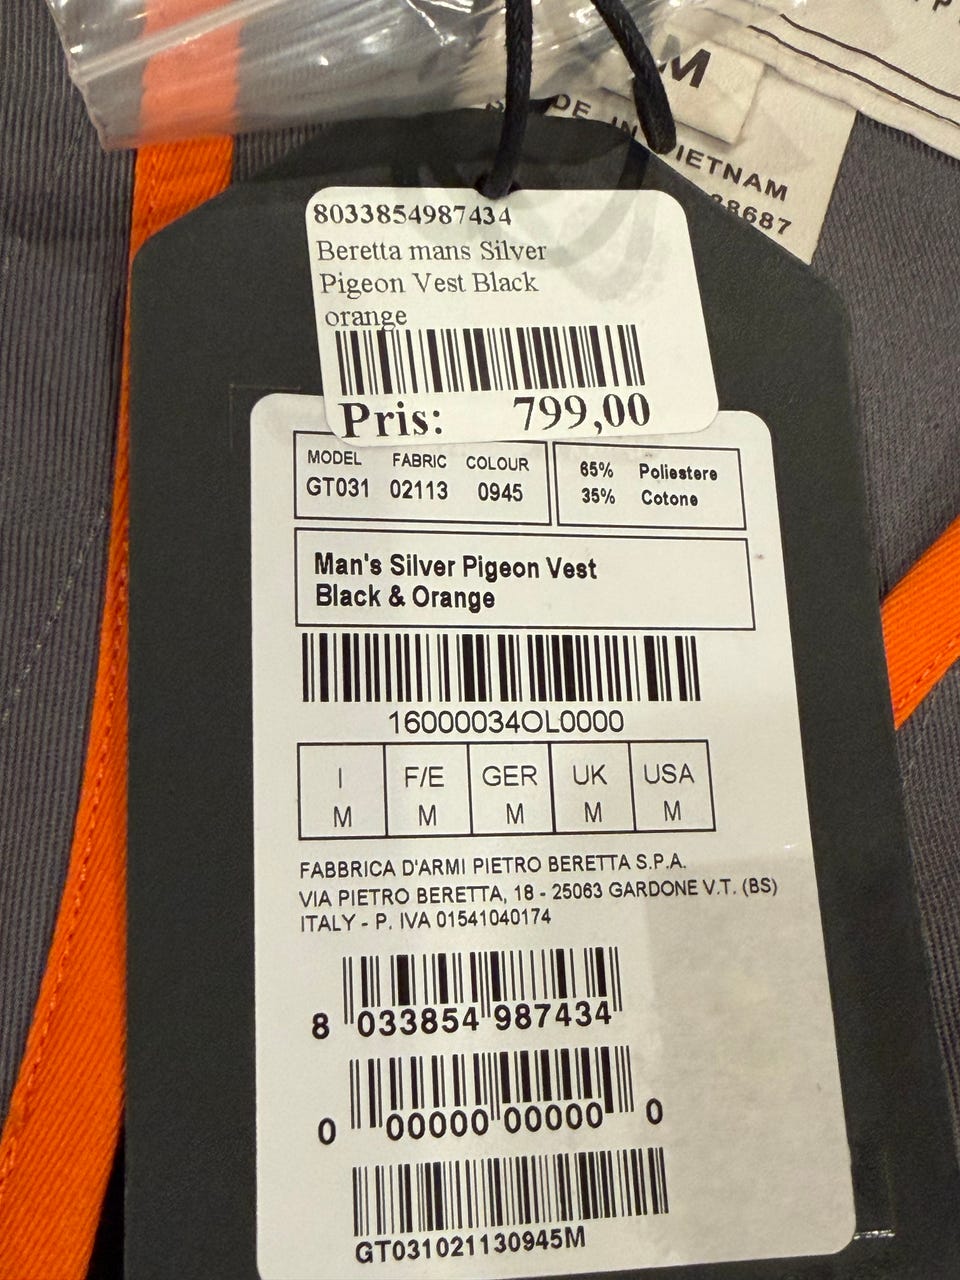 M
MADE IN VIETNAM
28687
8033854987434
Beretta mans Silver
Pigeon Vest Black
orange
Pris: 799,00
MODEL FABRIC COLOUR
GT031 02113 0945
65% Poliestere
35% Cotone
Man's Silver Pigeon Vest
Black & Orange
16000034OL0000
I F/E GER UK USA
M M M M M
FABBRICA D'ARMI PIETRO BERETTA S.P.A.
VIA PIETRO BERETTA, 18 - 25063 GARDONE V.T. (BS)
ITALY - P. IVA 01541040174
8 033854 987434
0 00000 00000 0
GT031021130945M